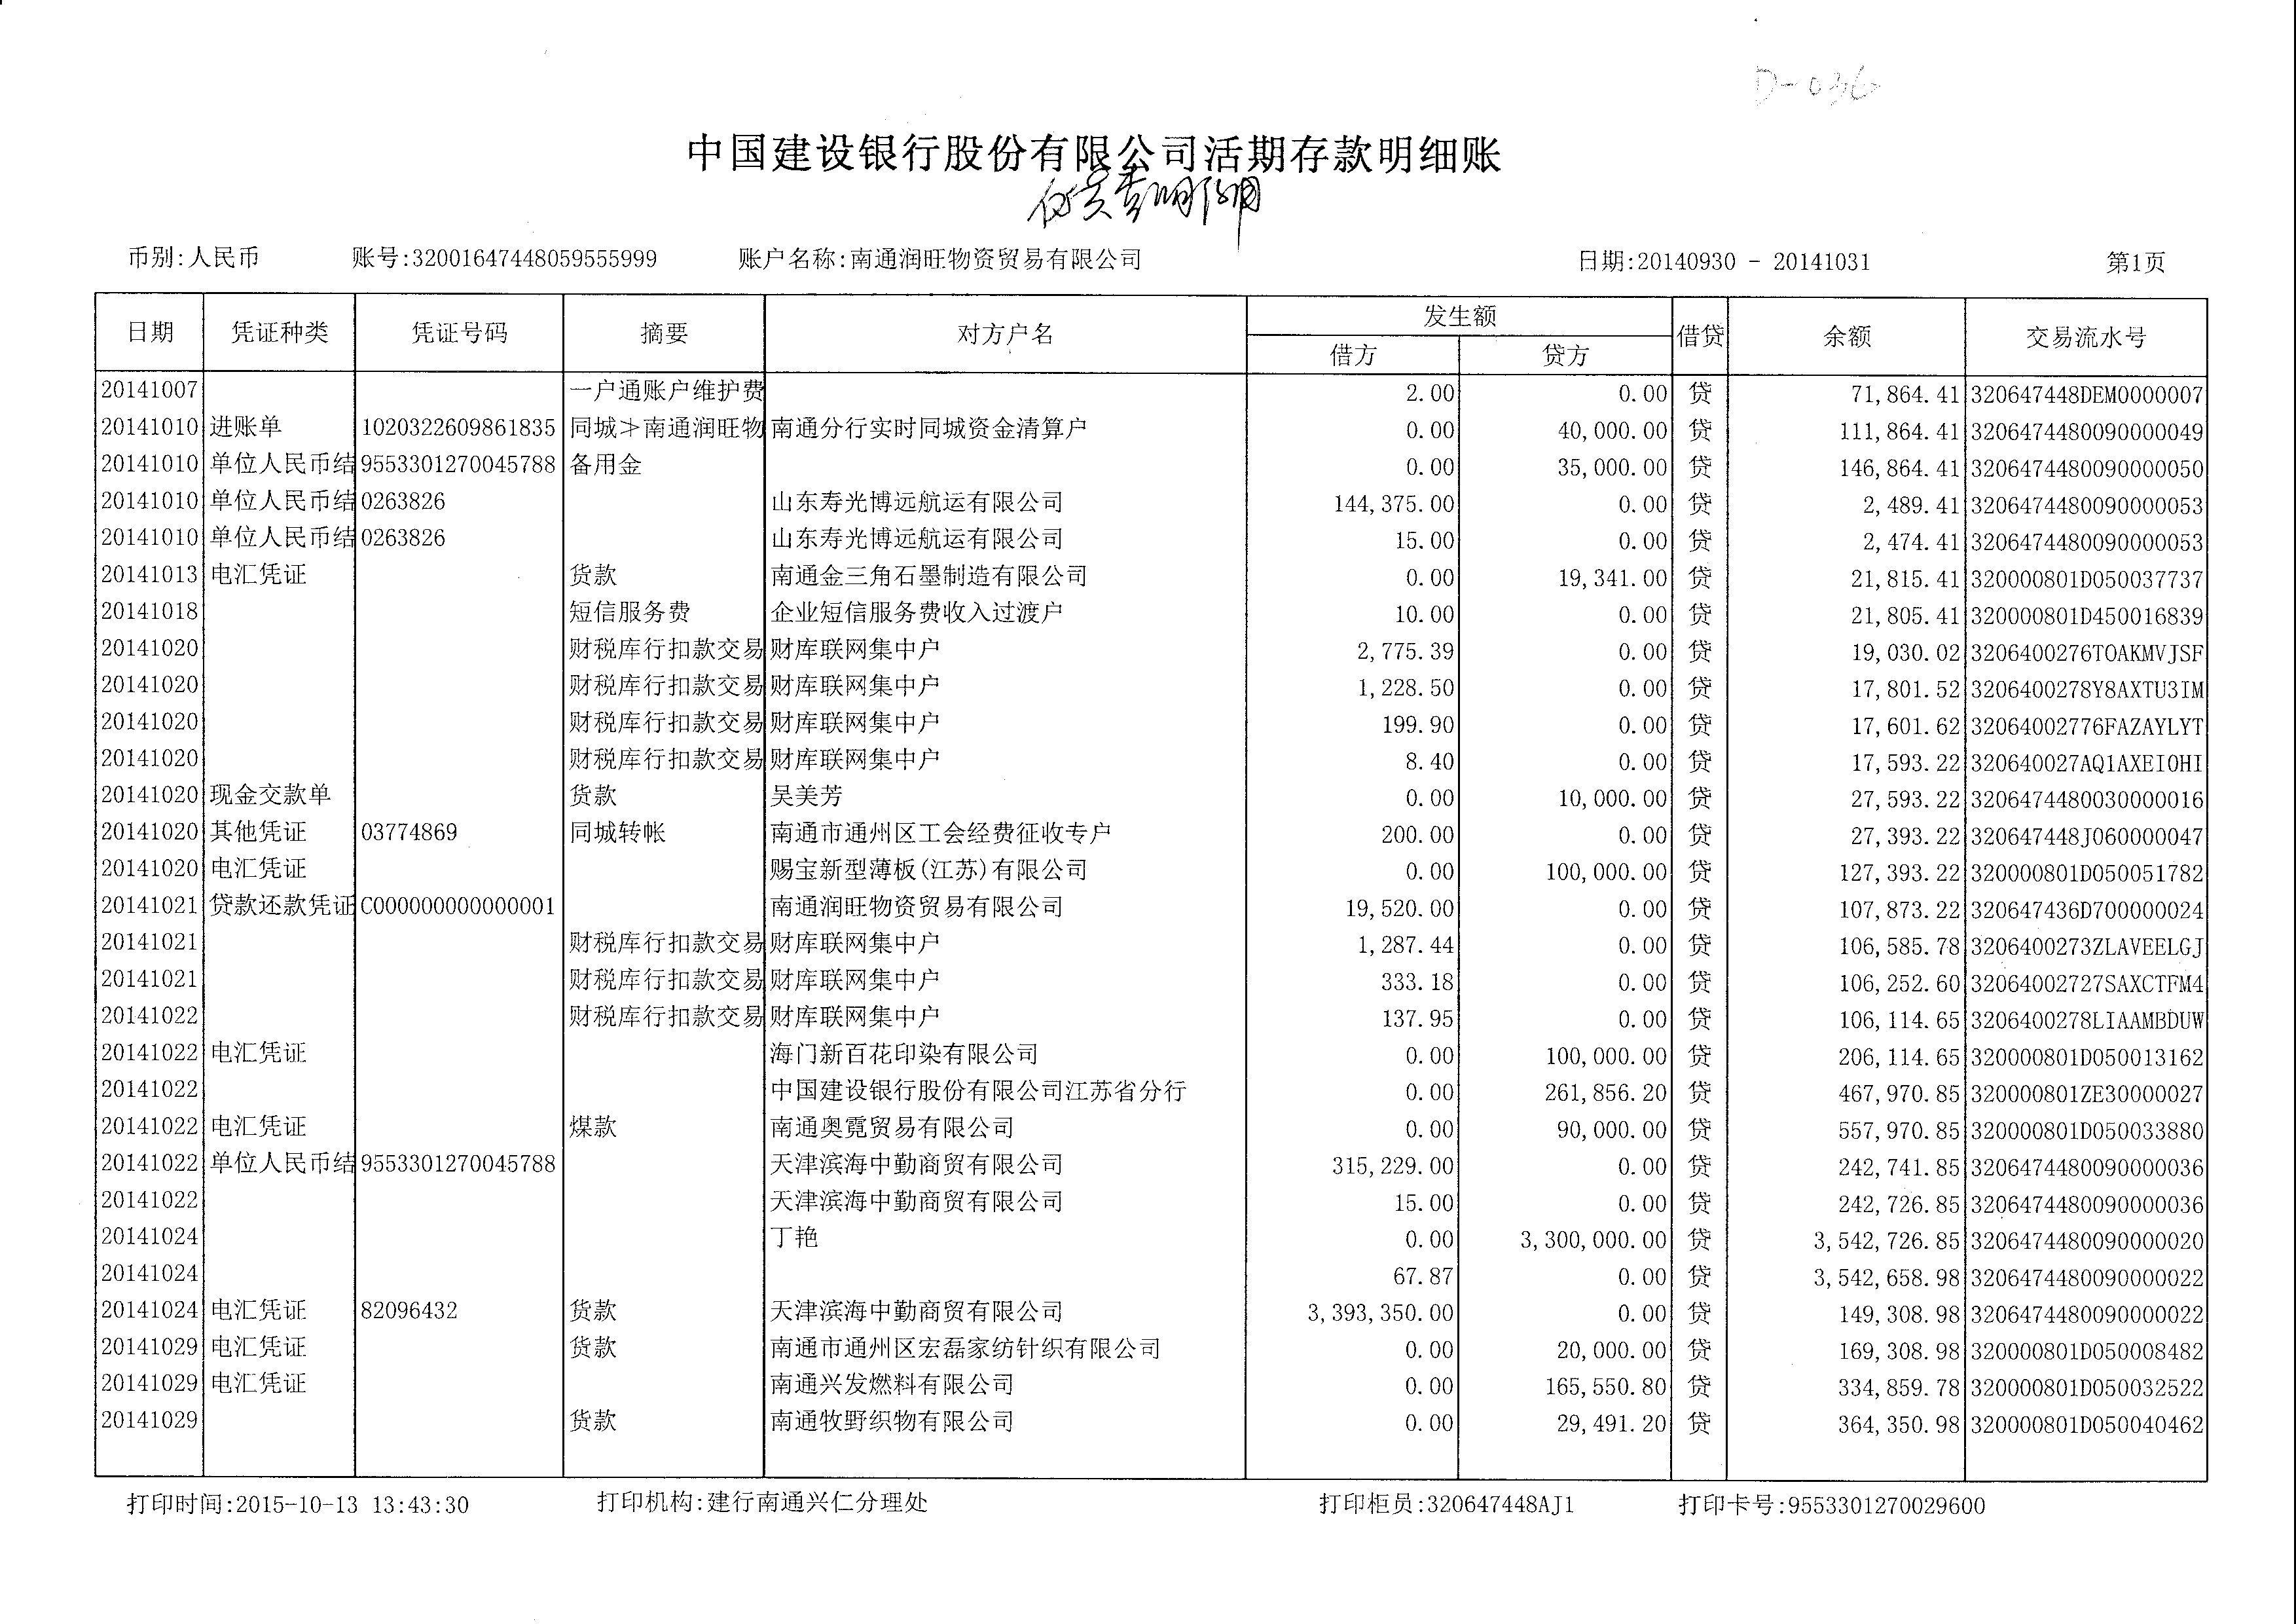 D-036
中国建设银行股份有限公司活期存款明细账
仅供查明阶用
币别:人民币 账号:32001647448059555999 账户名称:南通润旺物资贸易有限公司 日期:20140930 - 20141031 第1页
日期 凭证种类 凭证号码 摘要 对方户名 发生额 借贷 余额 交易流水号
借方 贷方
20141007 一户通账户维护费 2.00 0.00 贷 71,864.41 320647448DEM0000007
20141010 进账单 1020322609861835 同城>南通润旺物 南通分行实时同城资金清算户 0.00 40,000.00 贷 111,864.41 3206474480090000049
20141010 单位人民币结 9553301270045788 备用金 0.00 35,000.00 贷 146,864.41 3206474480090000050
20141010 单位人民币结 0263826 山东寿光博远航运有限公司 144,375.00 0.00 贷 2,489.41 3206474480090000053
20141010 单位人民币结 0263826 山东寿光博远航运有限公司 15.00 0.00 贷 2,474.41 3206474480090000053
20141013 电汇凭证 货款 南通金三角石墨制造有限公司 0.00 19,341.00 贷 21,815.41 320000801D050037737
20141018 短信服务费 企业短信服务费收入过渡户 10.00 0.00 贷 21,805.41 320000801D450016839
20141020 财税库行扣款交易 财库联网集中户 2,775.39 0.00 贷 19,030.02 3206400276TOAKMVJSF
20141020 财税库行扣款交易 财库联网集中户 1,228.50 0.00 贷 17,801.52 3206400278Y8AXTU3IM
20141020 财税库行扣款交易 财库联网集中户 199.90 0.00 贷 17,601.62 32064002776FAZAYLYT
20141020 财税库行扣款交易 财库联网集中户 8.40 0.00 贷 17,593.22 320640027AQ1AXEIOHI
20141020 现金交款单 货款 吴美芳 0.00 10,000.00 贷 27,593.22 3206474480030000016
20141020 其他凭证 03774869 同城转帐 南通市通州区工会经费征收专户 200.00 0.00 贷 27,393.22 320647448J060000047
20141020 电汇凭证 赐宝新型薄板(江苏)有限公司 0.00 100,000.00 贷 127,393.22 320000801D050051782
20141021 贷款还款凭证 C000000000000001 南通润旺物资贸易有限公司 19,520.00 0.00 贷 107,873.22 320647436D700000024
20141021 财税库行扣款交易 财库联网集中户 1,287.44 0.00 贷 106,585.78 3206400273ZLAVEELGJ
20141021 财税库行扣款交易 财库联网集中户 333.18 0.00 贷 106,252.60 32064002727SAXCTFM4
20141022 财税库行扣款交易 财库联网集中户 137.95 0.00 贷 106,114.65 3206400278LIAAMBDUW
20141022 电汇凭证 海门新百花印染有限公司 0.00 100,000.00 贷 206,114.65 320000801D050013162
20141022 中国建设银行股份有限公司江苏省分行 0.00 261,856.20 贷 467,970.85 320000801ZE30000027
20141022 电汇凭证 煤款 南通奥霓贸易有限公司 0.00 90,000.00 贷 557,970.85 320000801D050033880
20141022 单位人民币结 9553301270045788 天津滨海中勤商贸有限公司 315,229.00 0.00 贷 242,741.85 3206474480090000036
20141022 天津滨海中勤商贸有限公司 15.00 0.00 贷 242,726.85 3206474480090000036
20141024 丁艳 0.00 3,300,000.00 贷 3,542,726.85 3206474480090000020
20141024 67.87 0.00 贷 3,542,658.98 3206474480090000022
20141024 电汇凭证 82096432 货款 天津滨海中勤商贸有限公司 3,393,350.00 0.00 贷 149,308.98 3206474480090000022
20141029 电汇凭证 货款 南通市通州区宏磊家纺针织有限公司 0.00 20,000.00 贷 169,308.98 320000801D050008482
20141029 电汇凭证 南通兴发燃料有限公司 0.00 165,550.80 贷 334,859.78 320000801D050032522
20141029 货款 南通牧野织物有限公司 0.00 29,491.20 贷 364,350.98 320000801D050040462
打印时间:2015-10-13 13:43:30 打印机构:建行南通兴仁分理处 打印柜员:320647448AJ1 打印卡号:9553301270029600